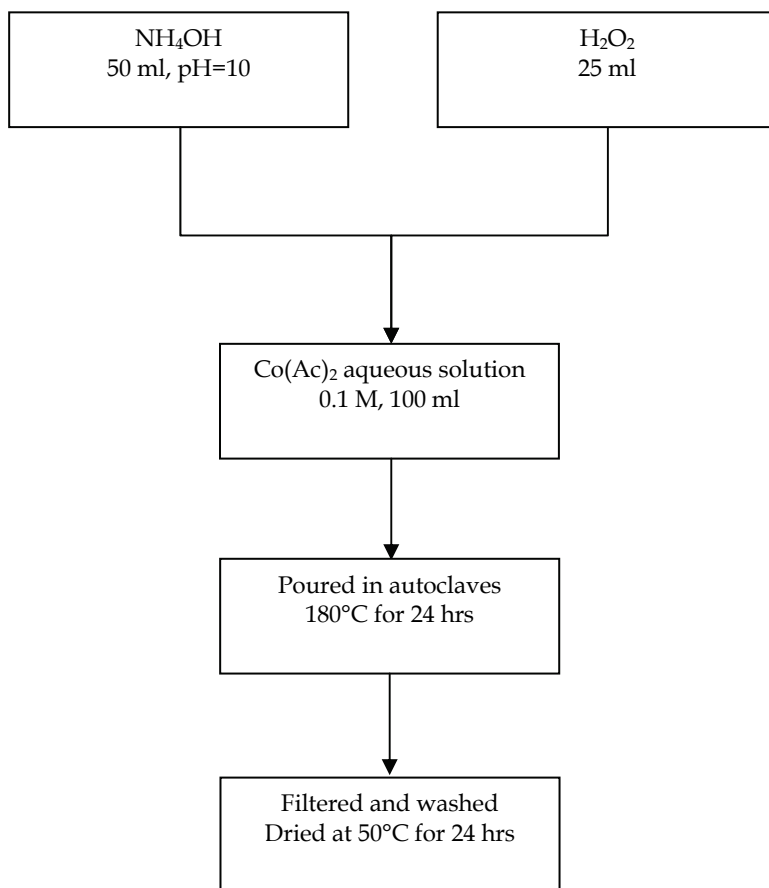 NH₄OH
50 ml, pH=10
H₂O₂
25 ml
Co(Ac)₂ aqueous solution
0.1 M, 100 ml
Poured in autoclaves
180°C for 24 hrs
Filtered and washed
Dried at 50°C for 24 hrs